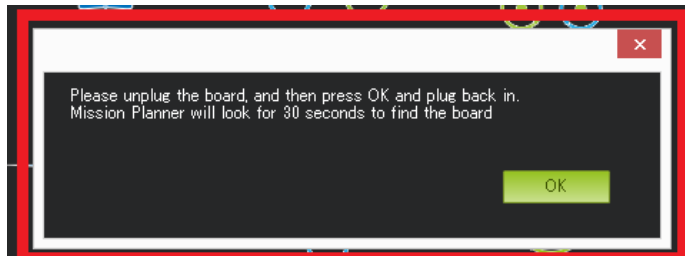 Please unplug the board, and then press OK and plug back in.
Mission Planner will look for 30 seconds to find the board
OK